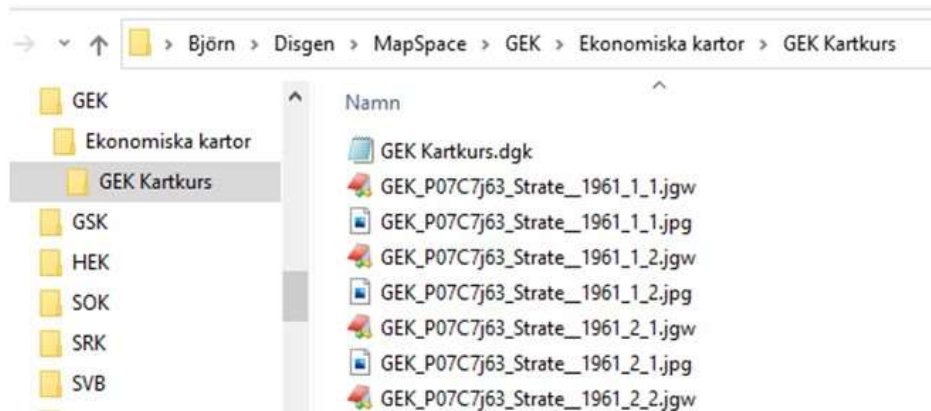 Björn > Disgen > MapSpace > GEK > Ekonomiska kartor > GEK Kartkurs
GEK
Ekonomiska kartor
GEK Kartkurs
GSK
HEK
SOK
SRK
SVB
Namn
GEK Kartkurs.dgk
GEK_P07C7j63_Strate__1961_1_1.jgw
GEK_P07C7j63_Strate__1961_1_1.jpg
GEK_P07C7j63_Strate__1961_1_2.jgw
GEK_P07C7j63_Strate__1961_1_2.jpg
GEK_P07C7j63_Strate__1961_2_1.jgw
GEK_P07C7j63_Strate__1961_2_1.jpg
GEK_P07C7j63_Strate__1961_2_2.jgw